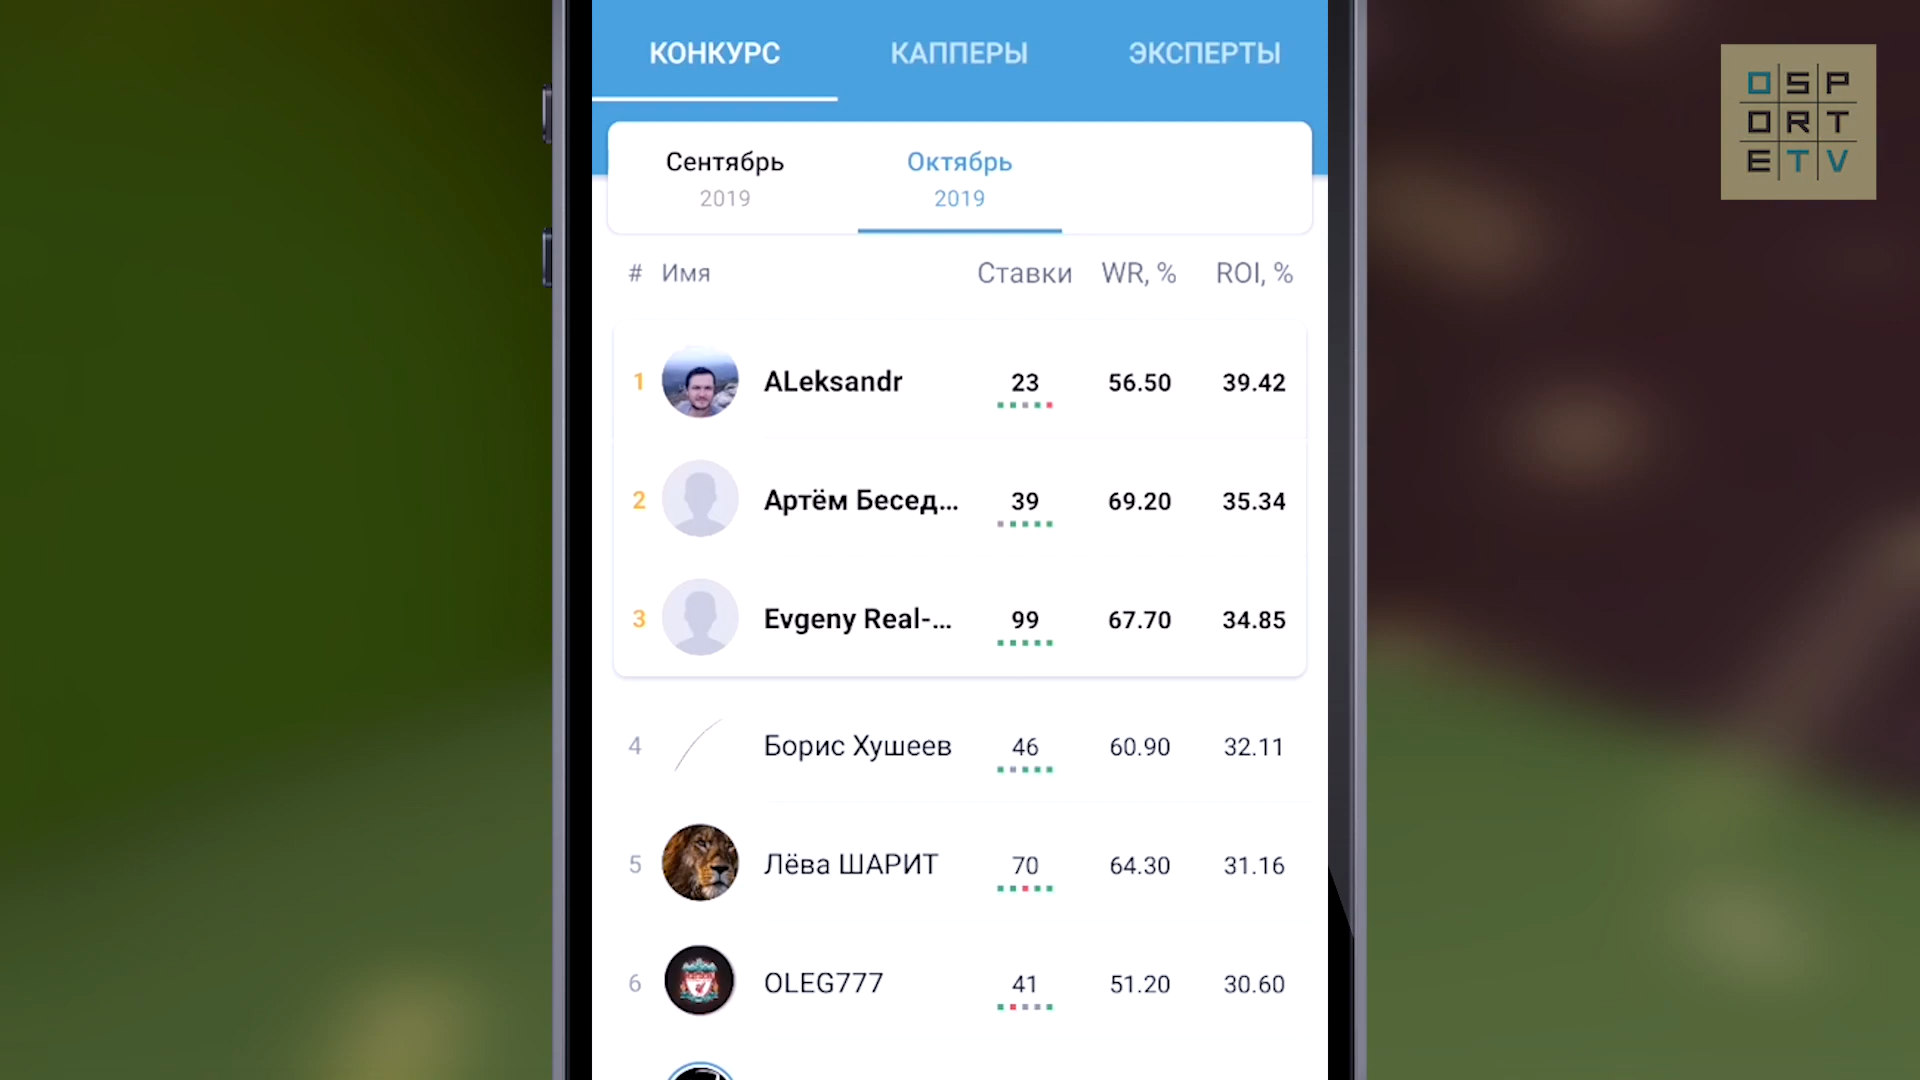 КОНКУРС КАППЕРЫ ЭКСПЕРТЫ
Сентябрь Октябрь
2019 2019
# Имя Ставки WR, % ROI, %
1 ALeksandr 23 56.50 39.42
2 Артём Бесед... 39 69.20 35.34
3 Evgeny Real-... 99 67.70 34.85
4 Борис Хушеев 46 60.90 32.11
5 Лёва ШАРИТ 70 64.30 31.16
6 OLEG777 41 51.20 30.60
OSP
ORT
ETV